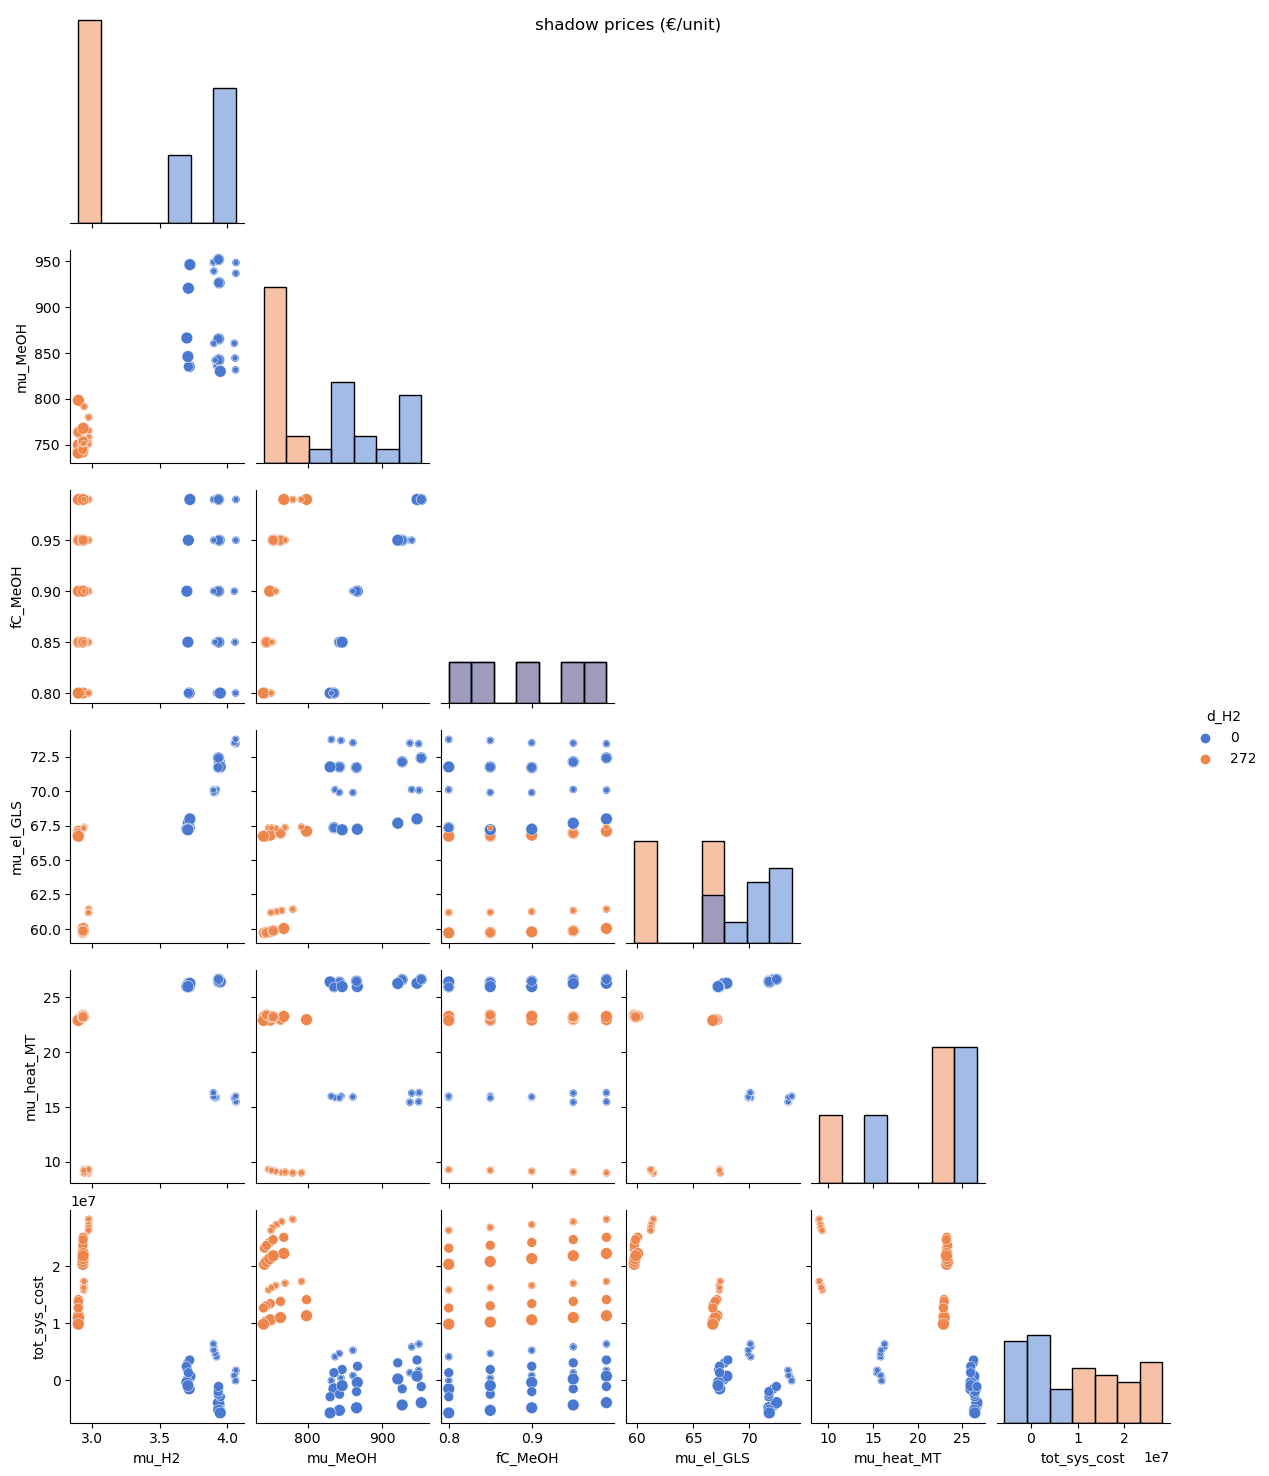 shadow prices (€/unit)
950
900
850
800
750
mu_MeOH
0.95
0.90
0.85
0.80
fC_MeOH
d_H2
0
272
72.5
70.0
67.5
65.0
62.5
60.0
mu_el_GLS
25
20
15
10
mu_heat_MT
1e7
2
1
0
tot_sys_cost
3.0 3.5 4.0 800 900 0.8 0.9 60 70 10 15 20 25 0 1 2 1e7
mu_H2 mu_MeOH fC_MeOH mu_el_GLS mu_heat_MT tot_sys_cost